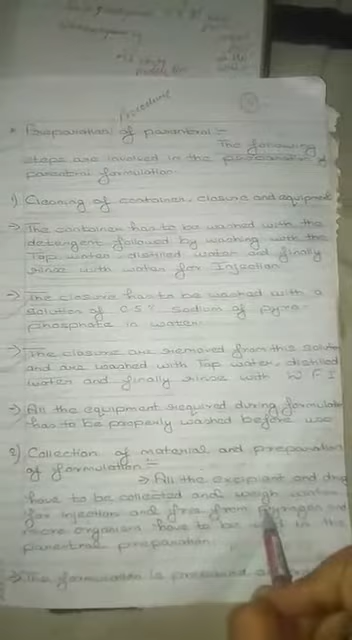 Procedure
* Preparation of parenteral :-
The following
steps are involved in the preparation of
parentral formulation.
1) Cleaning of container, closure and equipment
→ The container has to be washed with the
detergent followed by washing with the
Tap water, distilled water and finally
rinse with water for Injection
→ The closure has to be washed with a
solution of 0.5% sodium of pyro-
phosphate in water.
→ The closure are removed from this solution
and are washed with Tap water, distilled
water and finally rinse with W F I
→ All the equipment required during formulation
has to be properly washed before use
2) Collection of material and preparation
of formulation :-
→ All the excipient and drug
have to be collected and weigh water
for injection and free from pyrogen and
micro organism have to be in the
parentral preparation.
→ The formulation is